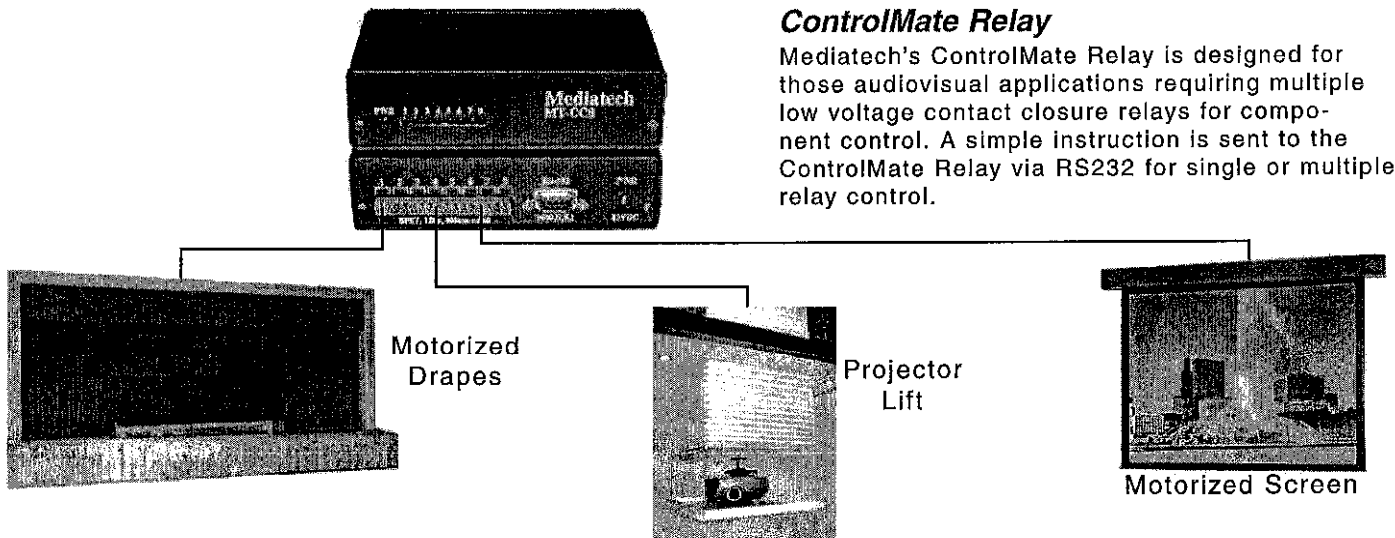 ControlMate Relay
Mediatech's ControlMate Relay is designed for
those audiovisual applications requiring multiple
low voltage contact closure relays for compo-
nent control. A simple instruction is sent to the
ControlMate Relay via RS232 for single or multiple
relay control.
Mediatech
PWR 1 2 3 4 5 6 7 8
1 2 3 4 5 6 7 8
PWR
12VDC
Motorized
Drapes
Projector
Lift
Motorized Screen